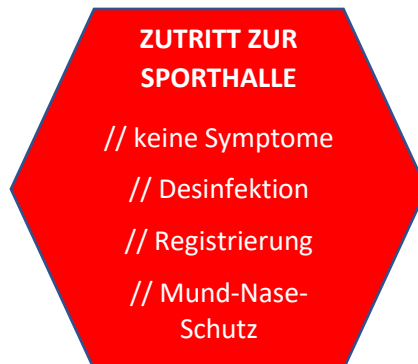 ZUTRITT ZUR
SPORTHALLE
// keine Symptome
// Desinfektion
// Registrierung
// Mund-Nase-
Schutz